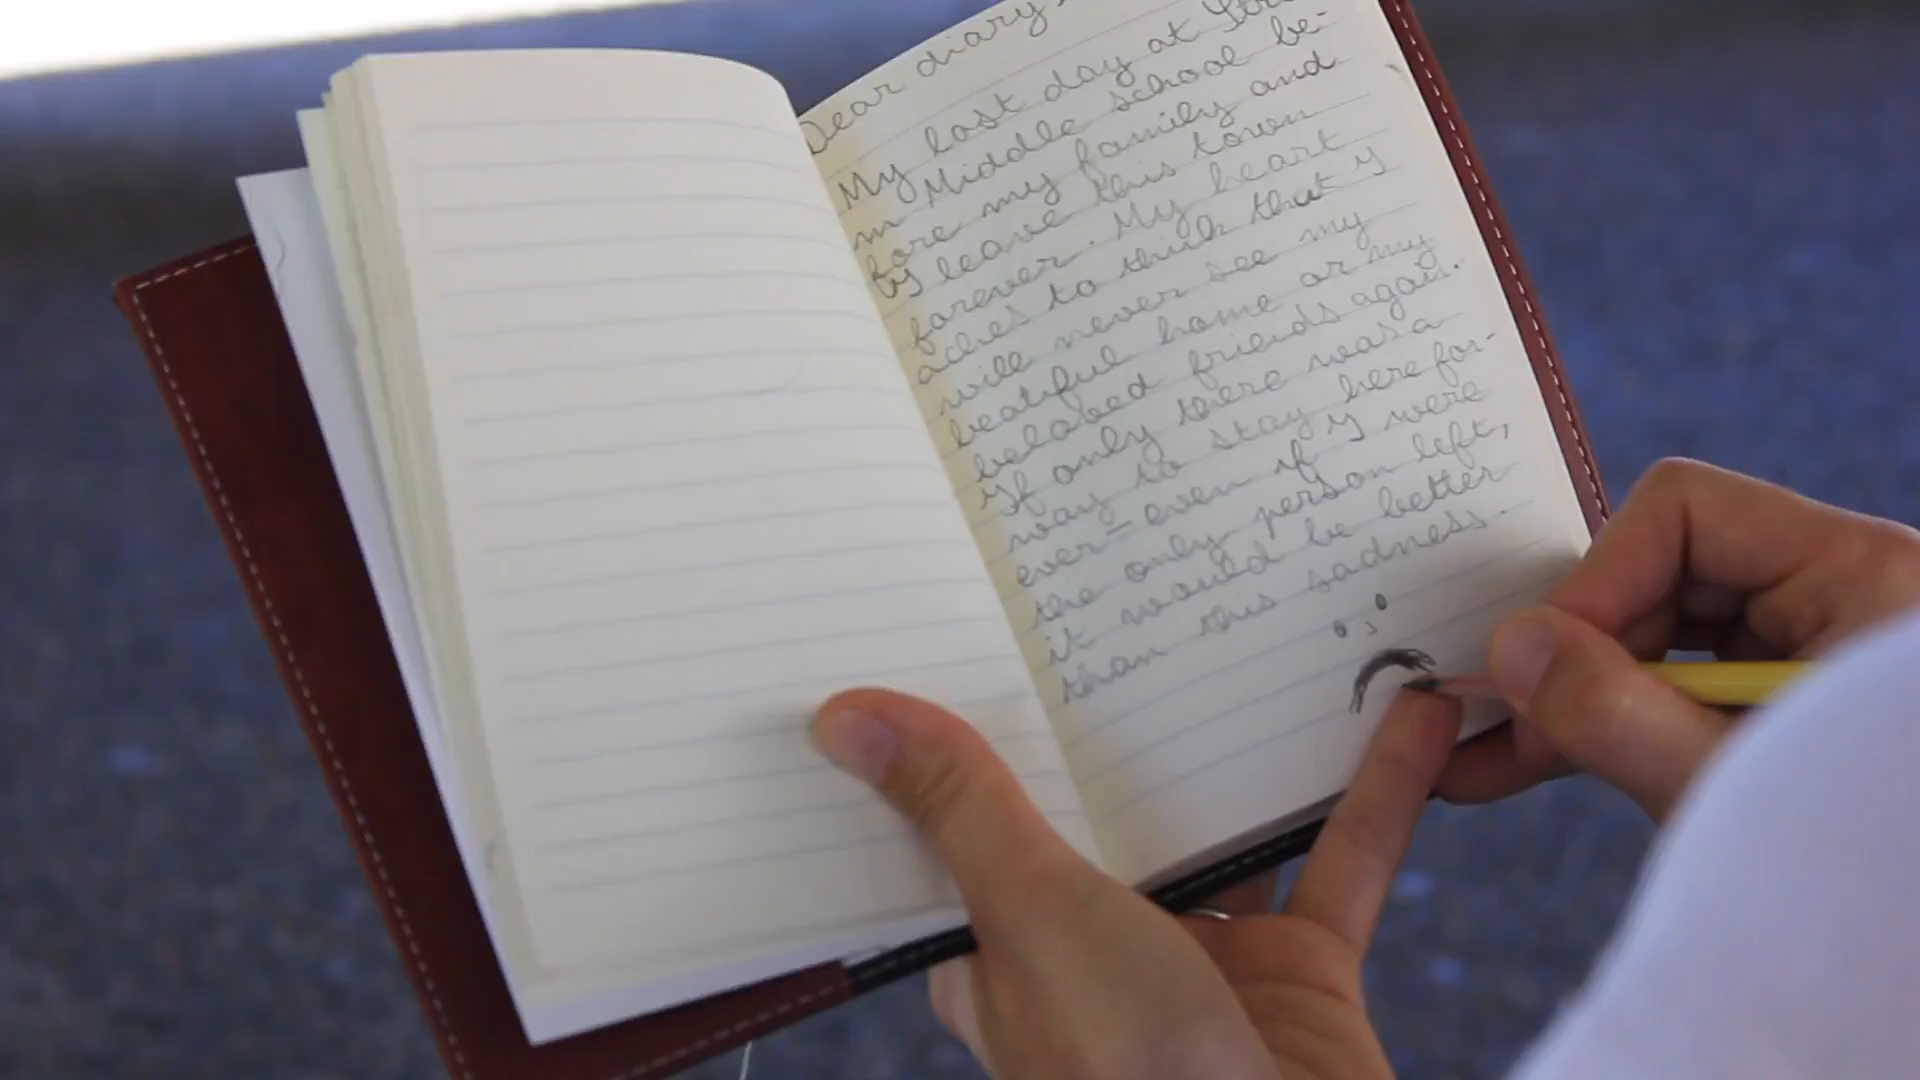 Dear diary,
My last day at
m Middle school be-
fore my family and
I leave this town
forever. My heart
aches to think that I
will never see my
beatiful home or my
beloved friends again.
If only there was a
way to stay here for-
ever - even if I were
the only person left,
it would be better
than this sadness.